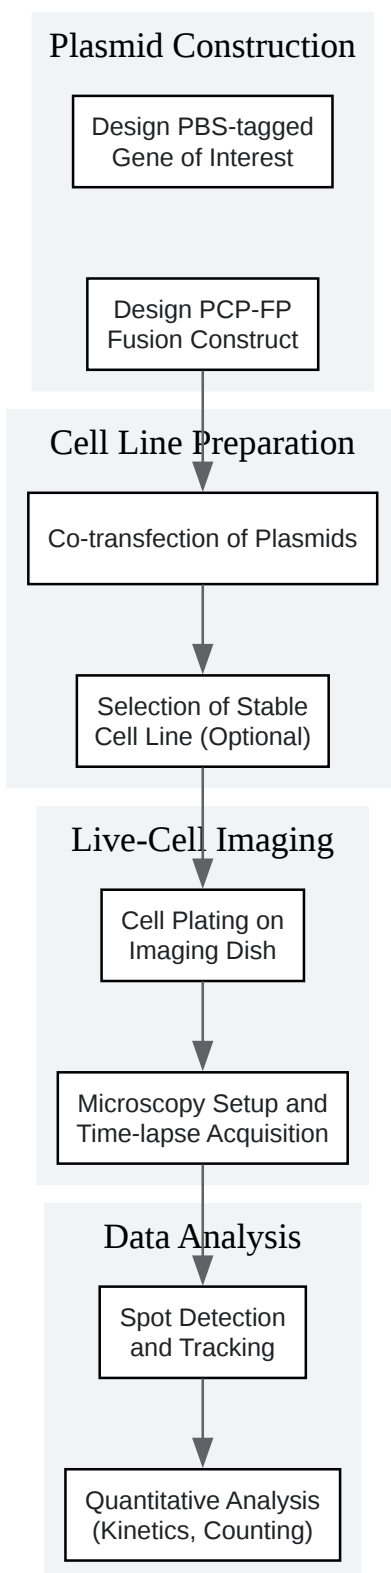 Plasmid Construction
Design PBS-tagged
Gene of Interest
Design PCP-FP
Fusion Construct
Cell Line Preparation
Co-transfection of Plasmids
Selection of Stable
Cell Line (Optional)
Live-Cell Imaging
Cell Plating on
Imaging Dish
Microscopy Setup and
Time-lapse Acquisition
Data Analysis
Spot Detection
and Tracking
Quantitative Analysis
(Kinetics, Counting)